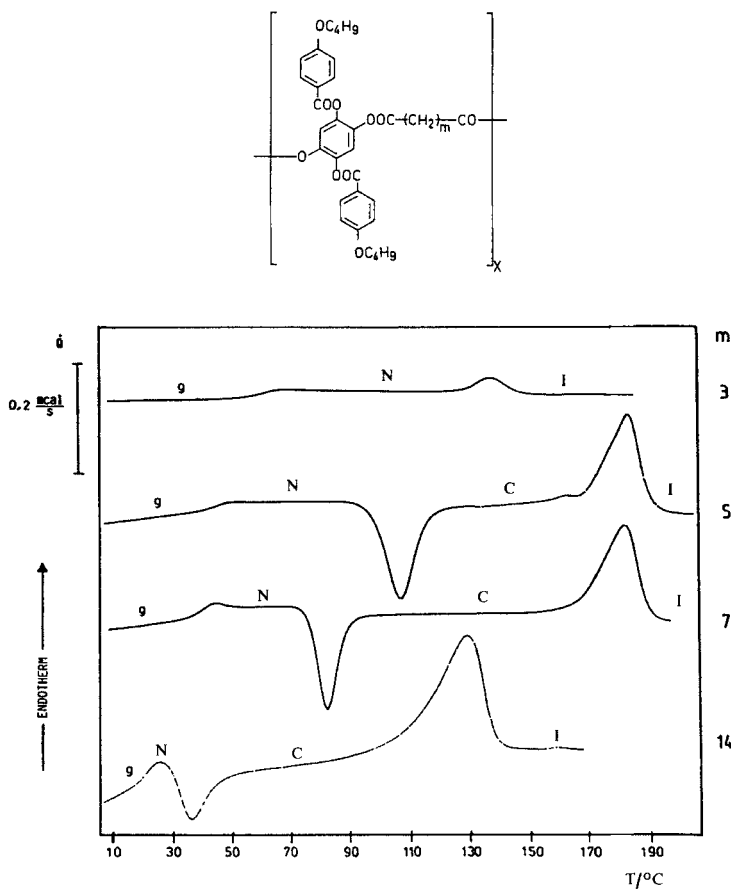 OC₄H₉
COO
OOC-(CH₂)m-CO
O
OOC
OC₄H₉
X
q̇
0.2 mcal/s
ENDOTHERM
m
g N I 3
g N C I 5
g N C I 7
g N C I 14
10 30 50 70 90 110 130 150 170 190
T/°C